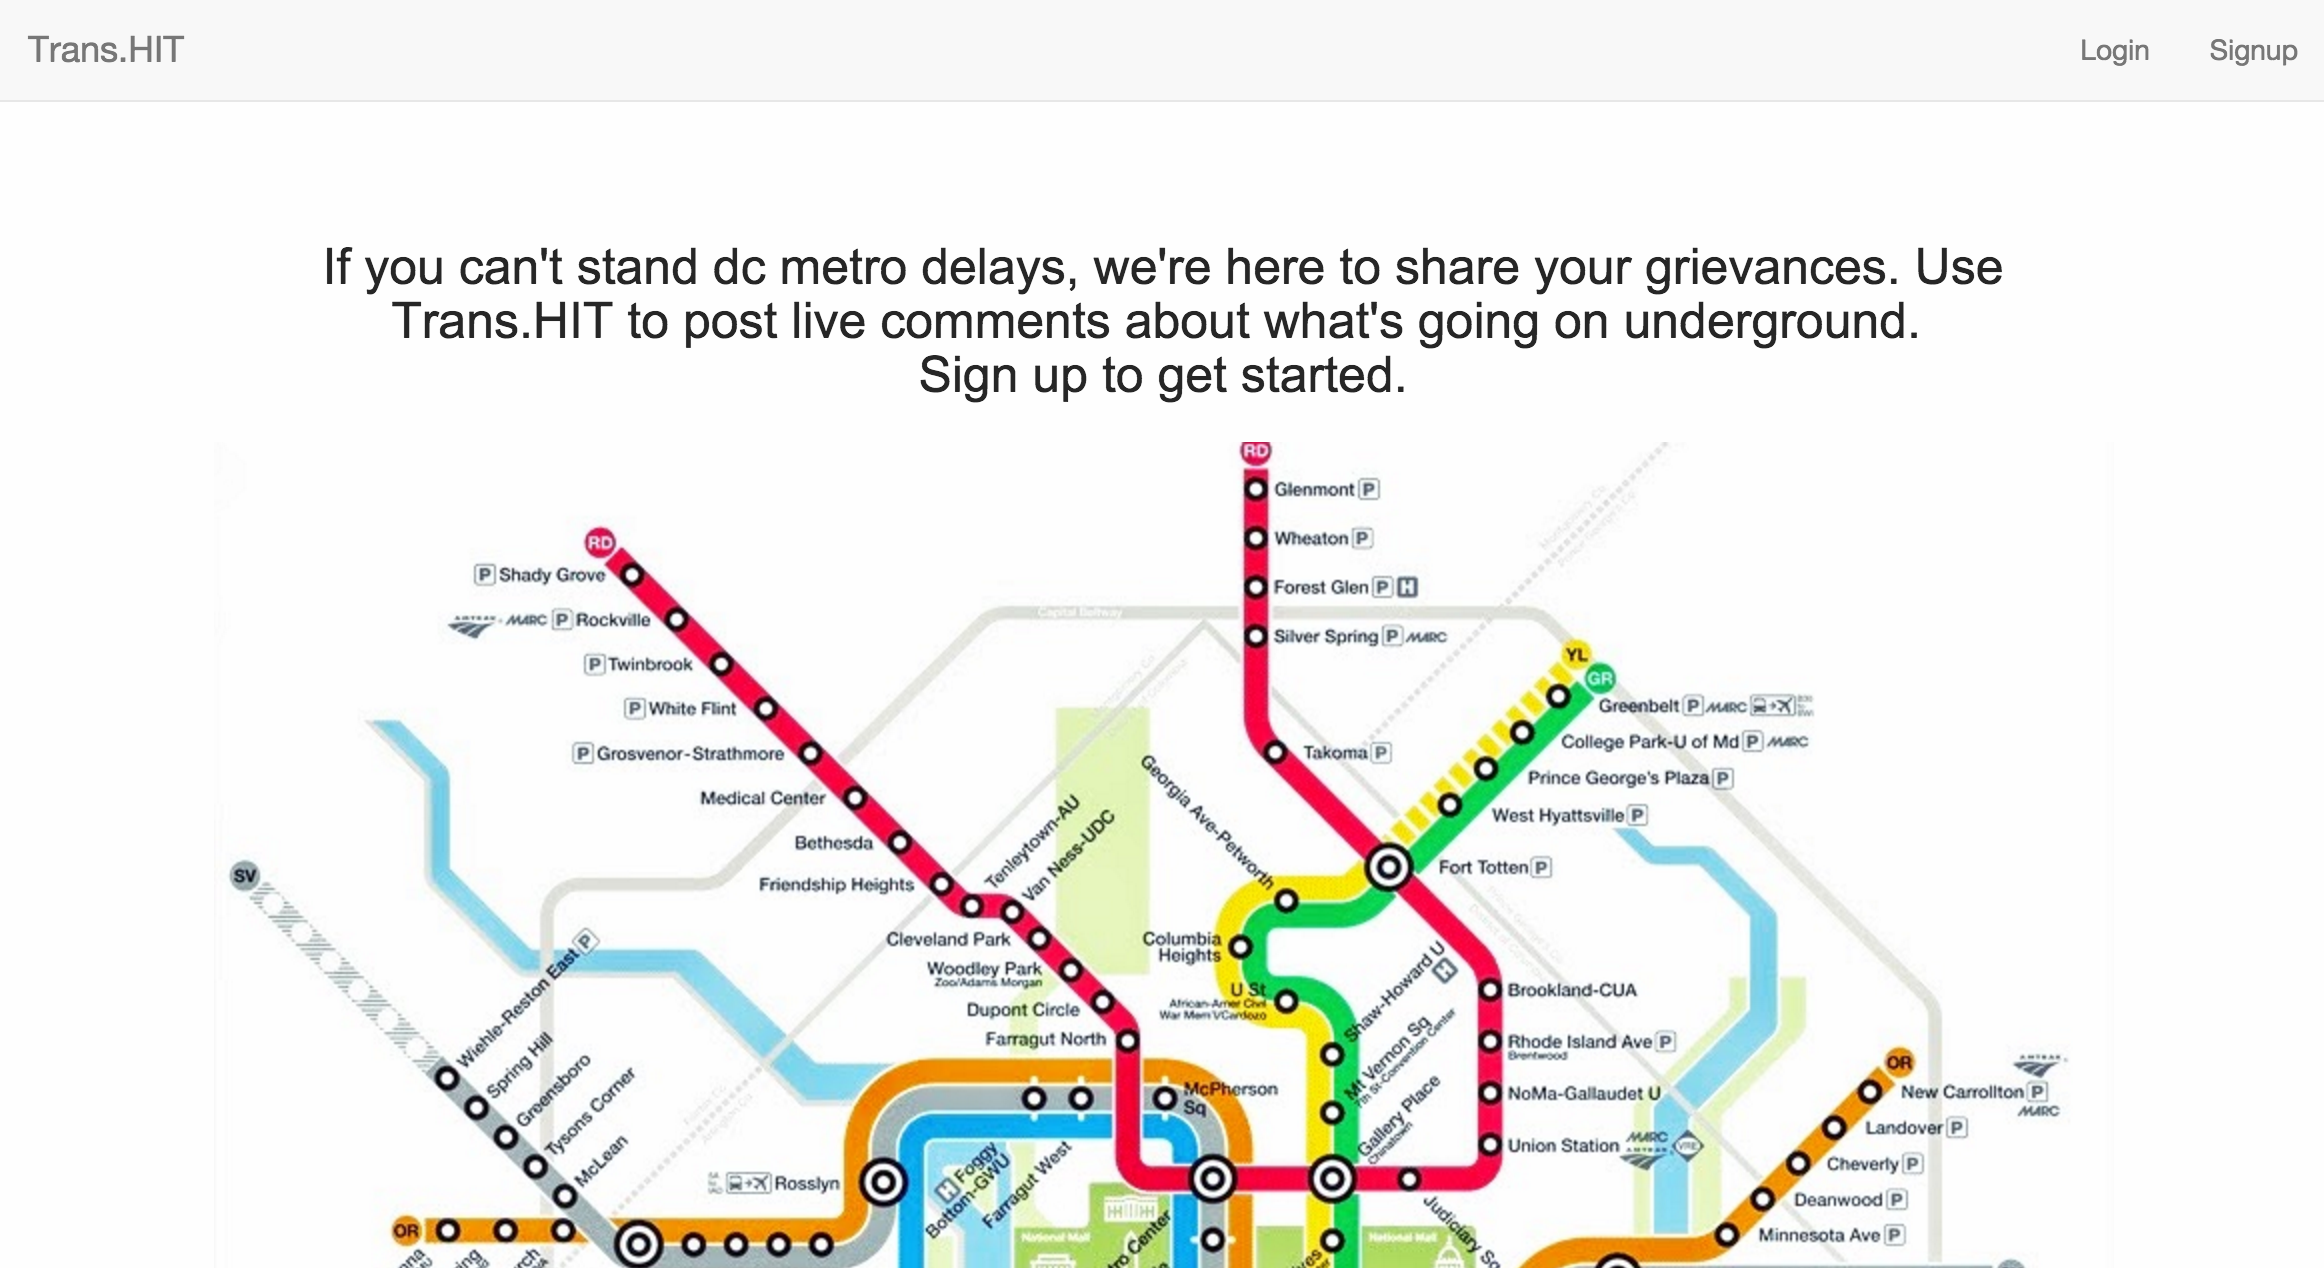 Trans.HIT
Login
Signup
If you can't stand dc metro delays, we're here to share your grievances. Use
Trans.HIT to post live comments about what's going on underground.
Sign up to get started.
RD
Glenmont P
Wheaton P
Forest Glen P H
Silver Spring P MARC
Takoma P
RD
P Shady Grove
AMTRAK MARC P Rockville
P Twinbrook
P White Flint
P Grosvenor-Strathmore
Medical Center
Bethesda
Friendship Heights
Tenleytown-AU
Van Ness-UDC
Cleveland Park
Woodley Park
Zoo/Adams Morgan
Dupont Circle
Farragut North
Capital Beltway
YL
GR
Greenbelt P MARC
College Park-U of Md P MARC
Prince George's Plaza P
West Hyattsville P
Fort Totten P
Georgia Ave-Petworth
Columbia
Heights
U St
African-Amer Civil
War Mem'l/Cardozo
Shaw-Howard U H
Mt Vernon Sq
7th St-Convention Center
Gallery Place
Chinatown
Brookland-CUA
Rhode Island Ave P
Brentwood
NoMa-Gallaudet U
Union Station MARC AMTRAK VRE
Judiciary Sq
SV
Wiehle-Reston East P
Spring Hill
Greensboro
Tysons Corner
McLean
OR
Rosslyn
H Foggy
Bottom-GWU
Farragut West
McPherson
Sq
National Mall
National Mall
OR
AMTRAK
New Carrollton P
MARC
Landover P
Cheverly P
Deanwood P
Minnesota Ave P